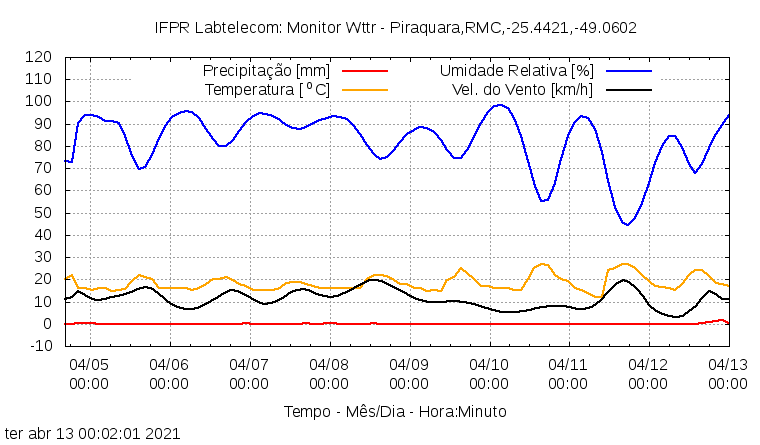 IFPR Labtelecom: Monitor Wttr - Piraquara,RMC,-25.4421,-49.0602
Precipitação [mm] Umidade Relativa [%]
Temperatura [ºC] Vel. do Vento [km/h]
120
110
100
90
80
70
60
50
40
30
20
10
0
-10
04/05 04/06 04/07 04/08 04/09 04/10 04/11 04/12 04/13
00:00 00:00 00:00 00:00 00:00 00:00 00:00 00:00 00:00
Tempo - Mês/Dia - Hora:Minuto
ter abr 13 00:02:01 2021